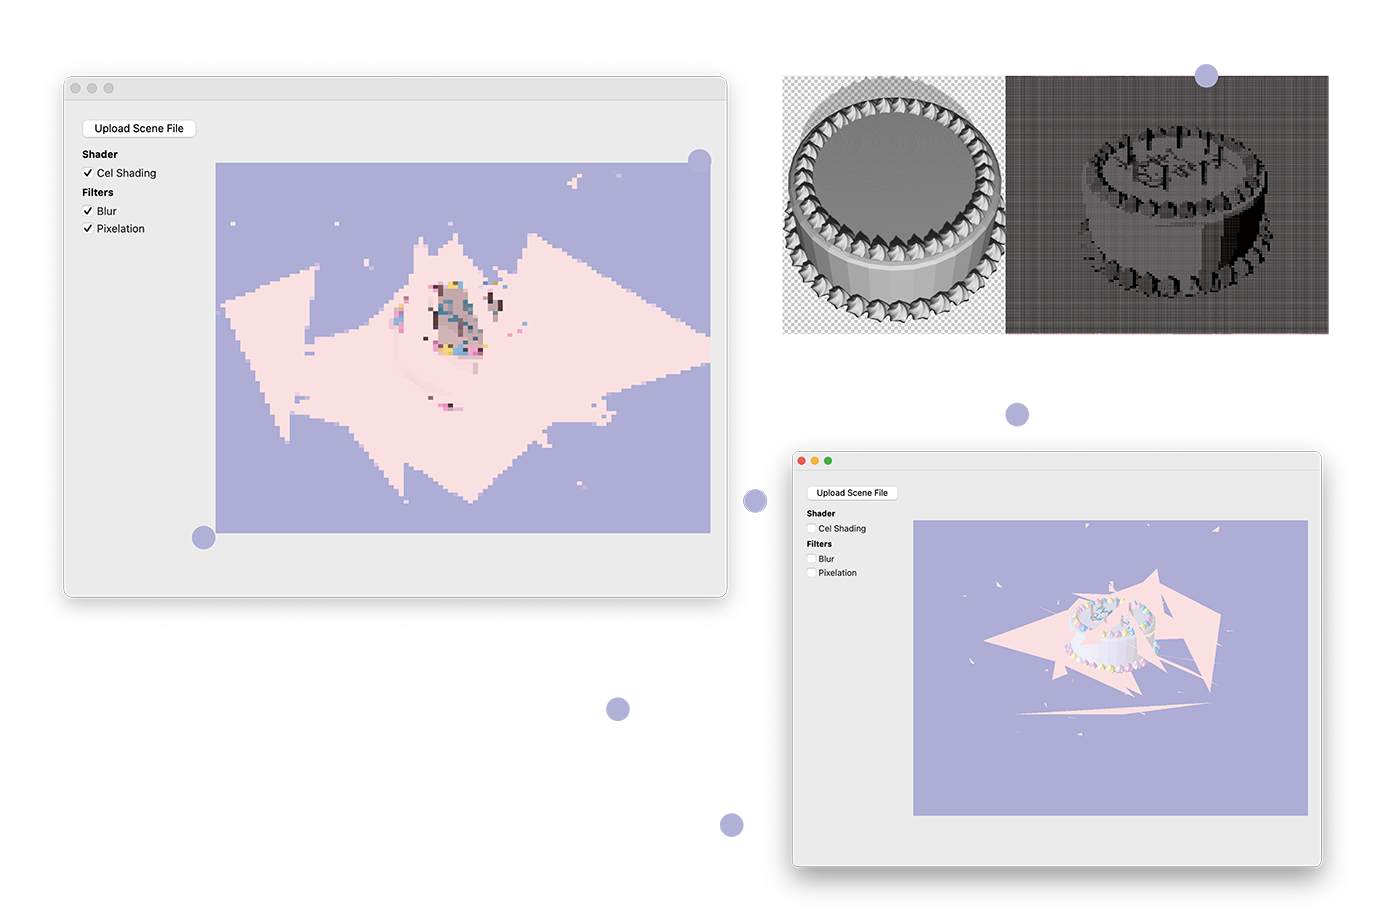 Upload Scene File
Shader
Cel Shading
Filters
Blur
Pixelation
Upload Scene File
Shader
Cel Shading
Filters
Blur
Pixelation